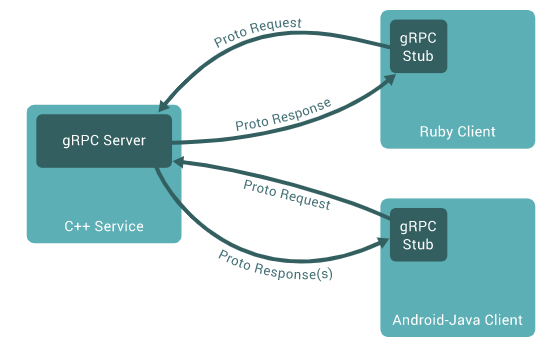 Proto Request
gRPC
Stub
Ruby Client
gRPC Server
C++ Service
Proto Response
Proto Request
gRPC
Stub
Android-Java Client
Proto Response(s)